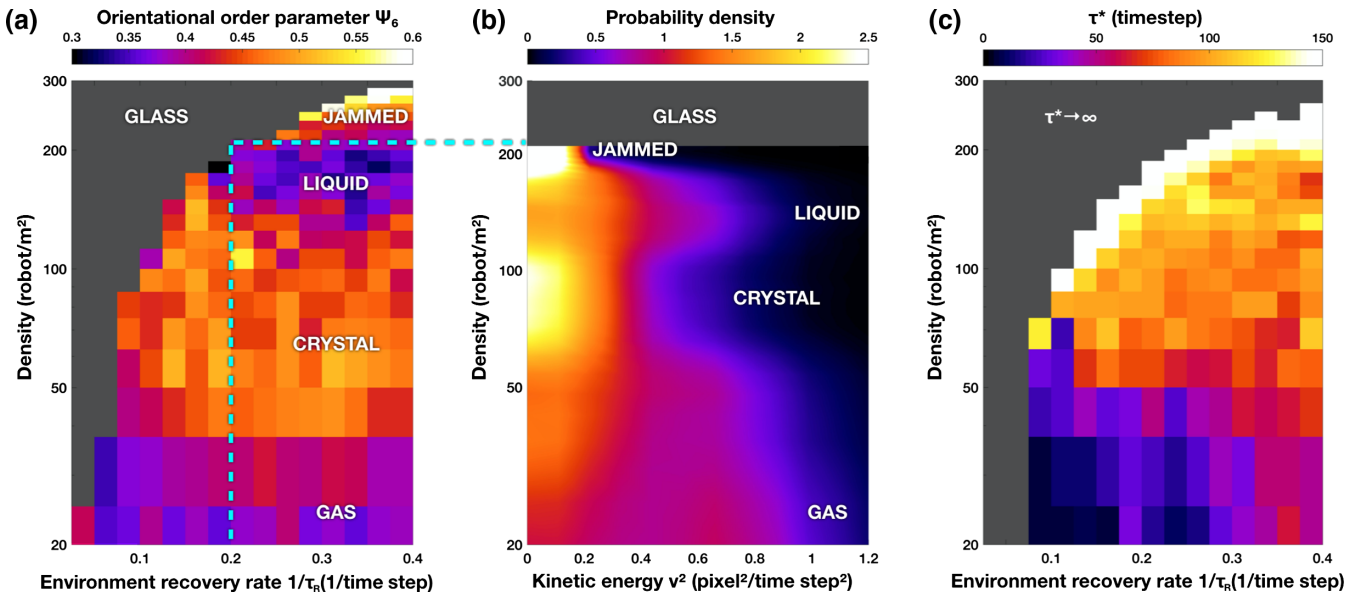 (a)
Orientational order parameter Ψ₆
0.3 0.35 0.4 0.45 0.5 0.55 0.6
300
200
100
50
20
Density (robot/m²)
GLASS
JAMMED
LIQUID
CRYSTAL
GAS
0.1 0.2 0.3 0.4
Environment recovery rate 1/τR(1/time step)
(b)
Probability density
0 0.5 1 1.5 2 2.5
300
200
100
50
20
Density (robot/m²)
GLASS
JAMMED
LIQUID
CRYSTAL
GAS
0 0.2 0.4 0.6 0.8 1 1.2
Kinetic energy v² (pixel²/time step²)
(c)
τ* (timestep)
0 50 100 150
300
200
100
50
20
Density (robot/m²)
τ*→∞
0.1 0.2 0.3 0.4
Environment recovery rate 1/τR(1/time step)